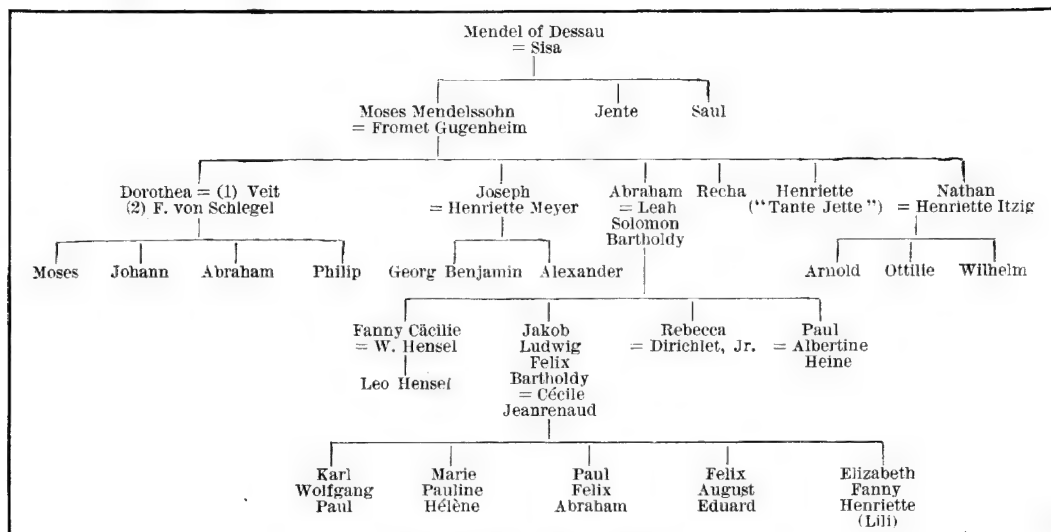 Mendel of Dessau
= Sisa
Moses Mendelssohn
= Fromet Gugenheim
Jente
Saul
Dorothea = (1) Veit
(2) F. von Schlegel
Joseph
= Henriette Meyer
Abraham
= Leah
Solomon
Bartholdy
Recha
Henriette
("Tante Jette")
Nathan
= Henriette Itzig
Moses
Johann
Abraham
Philip
Georg Benjamin
Alexander
Arnold
Ottilie
Wilhelm
Fanny Cäcilie
= W. Hensel
Leo Hensel
Jakob
Ludwig
Felix
Bartholdy
= Cécile
Jeanrenaud
Rebecca
= Dirichlet, Jr.
Paul
= Albertine
Heine
Karl
Wolfgang
Paul
Marie
Pauline
Hélène
Paul
Felix
Abraham
Felix
August
Eduard
Elizabeth
Fanny
Henriette
(Lili)